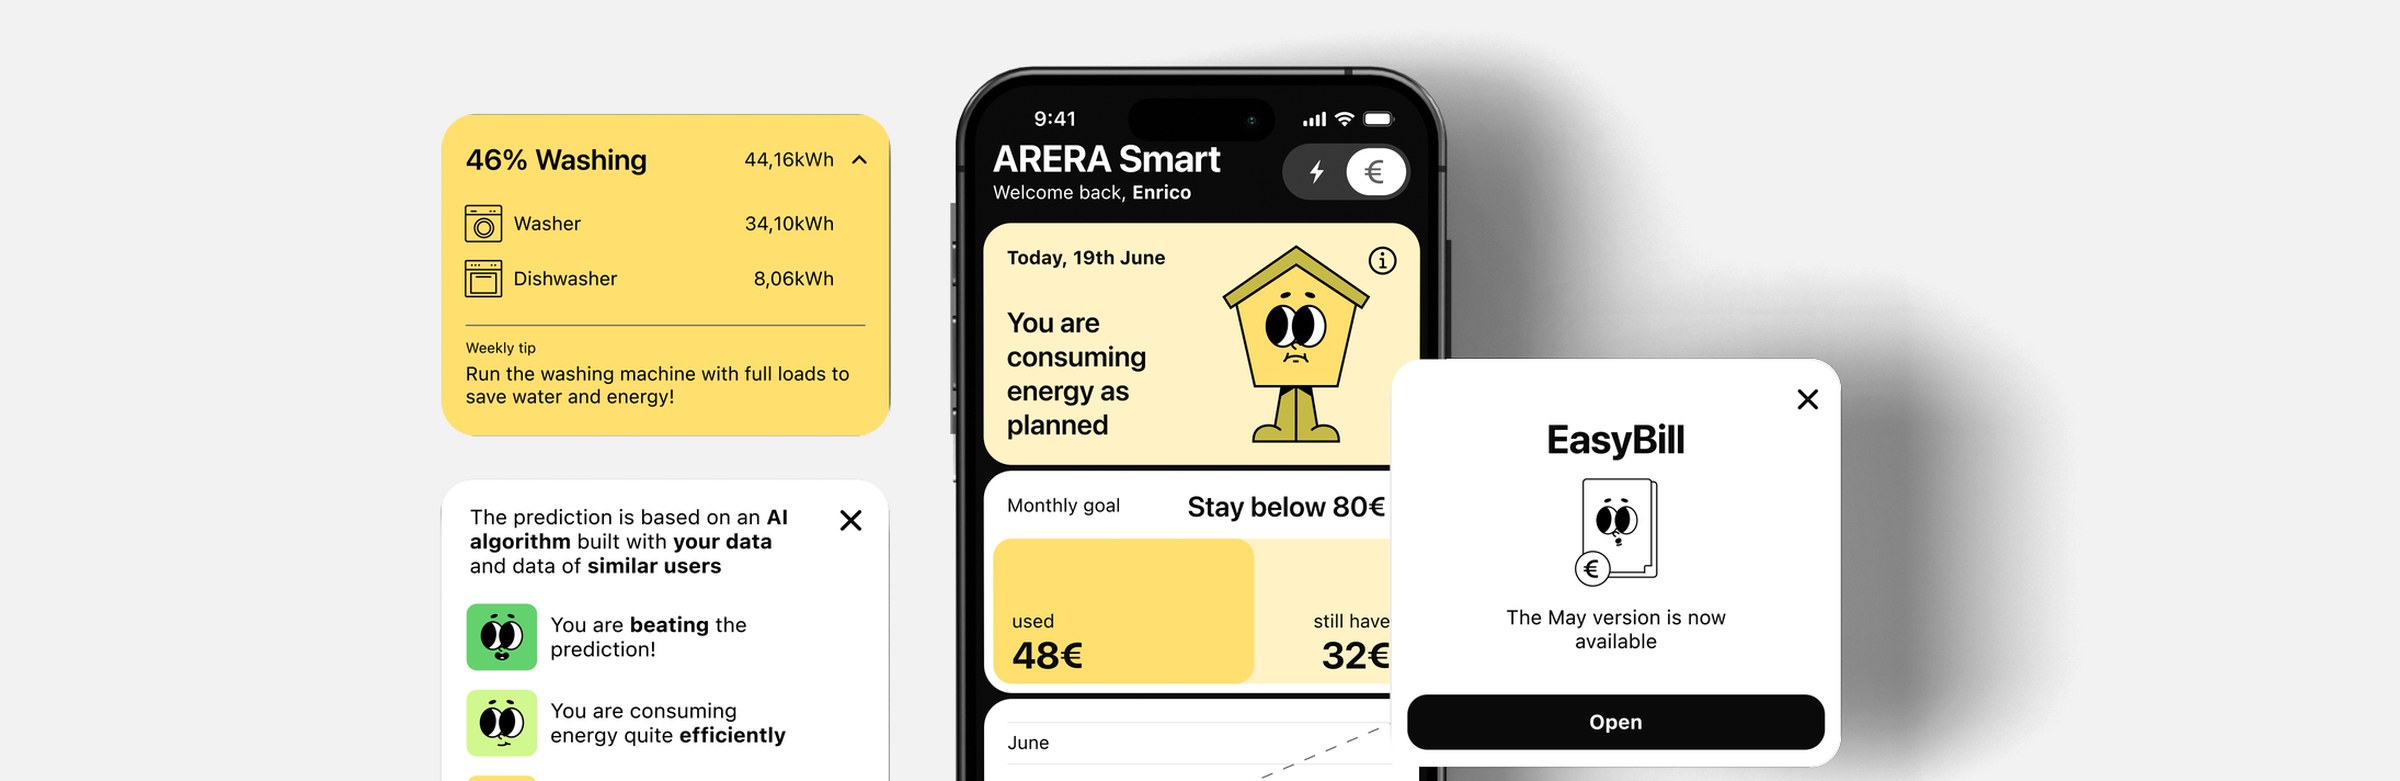 46% Washing 44,16kWh
Washer 34,10kWh
Dishwasher 8,06kWh
Weekly tip
Run the washing machine with full loads to
save water and energy!
The prediction is based on an AI
algorithm built with your data
and data of similar users
You are beating the
prediction!
You are consuming
energy quite efficiently
9:41
ARERA Smart
Welcome back, Enrico
€
Today, 19th June
You are
consuming
energy as
planned
Monthly goal Stay below 80€
used still have
48€ 32€
June
EasyBill
€
The May version is now
available
Open